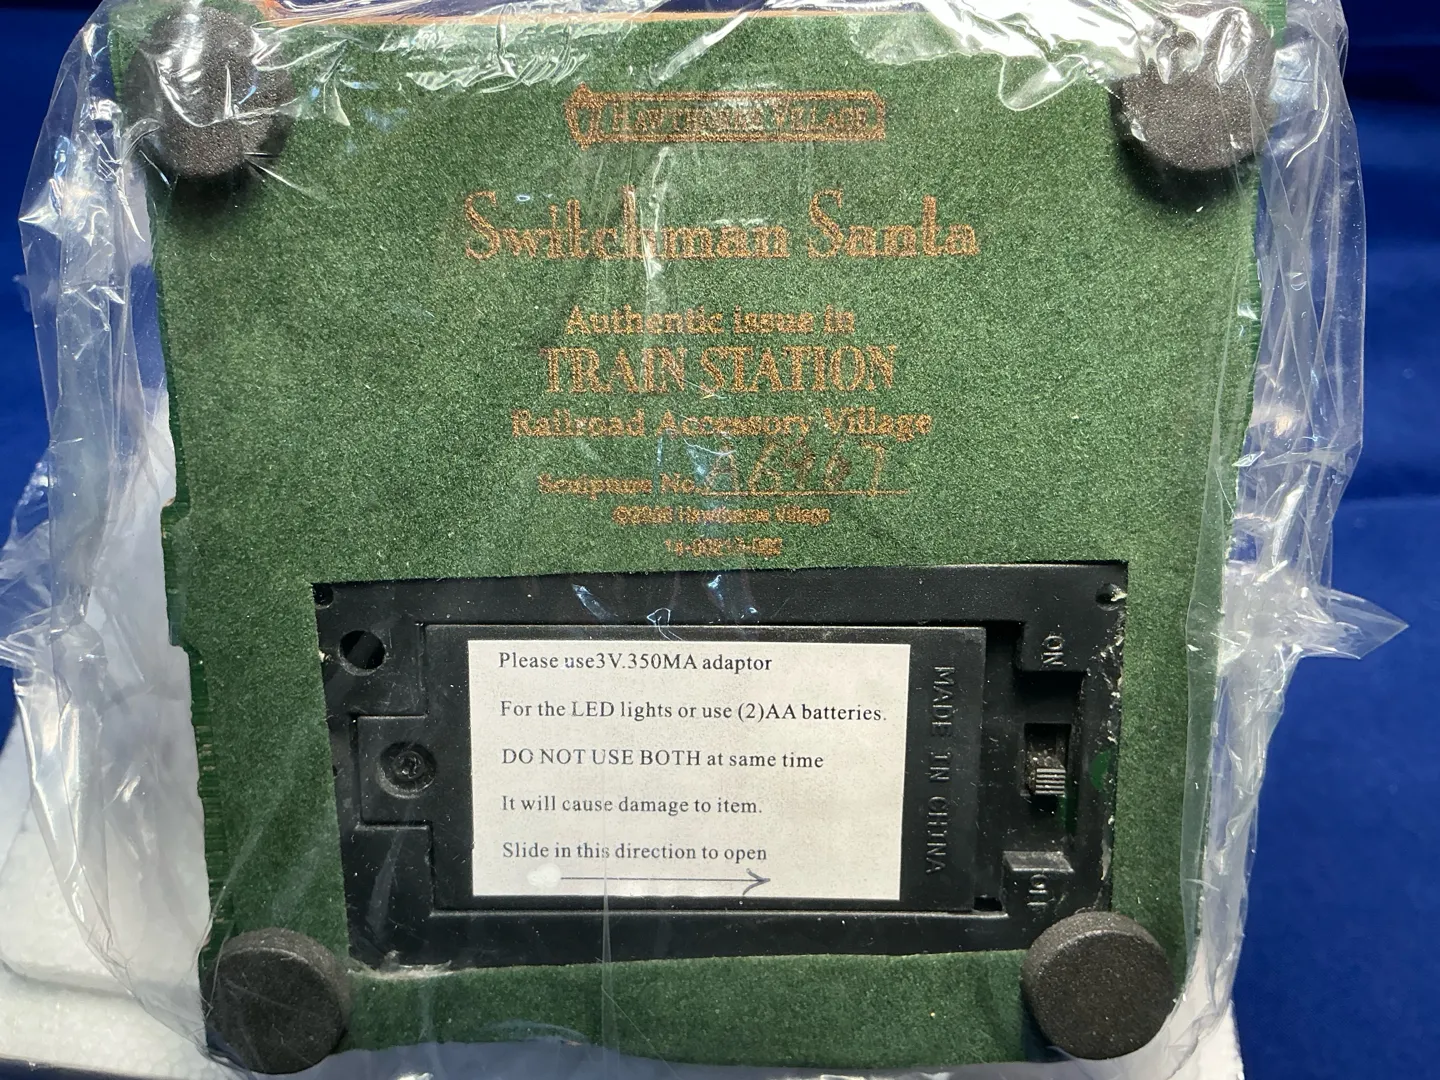 HAWTHORNE VILLAGE
Switchman Santa
Authentic issue in
TRAIN STATION
Railroad Accessory Village
Sculpture No.
Hawthorne Village
Please use3V.350MA adaptor
For the LED lights or use (2)AA batteries.
DO NOT USE BOTH at same time
It will cause damage to item.
Slide in this direction to open
MADE IN CHINA
ON
OFF